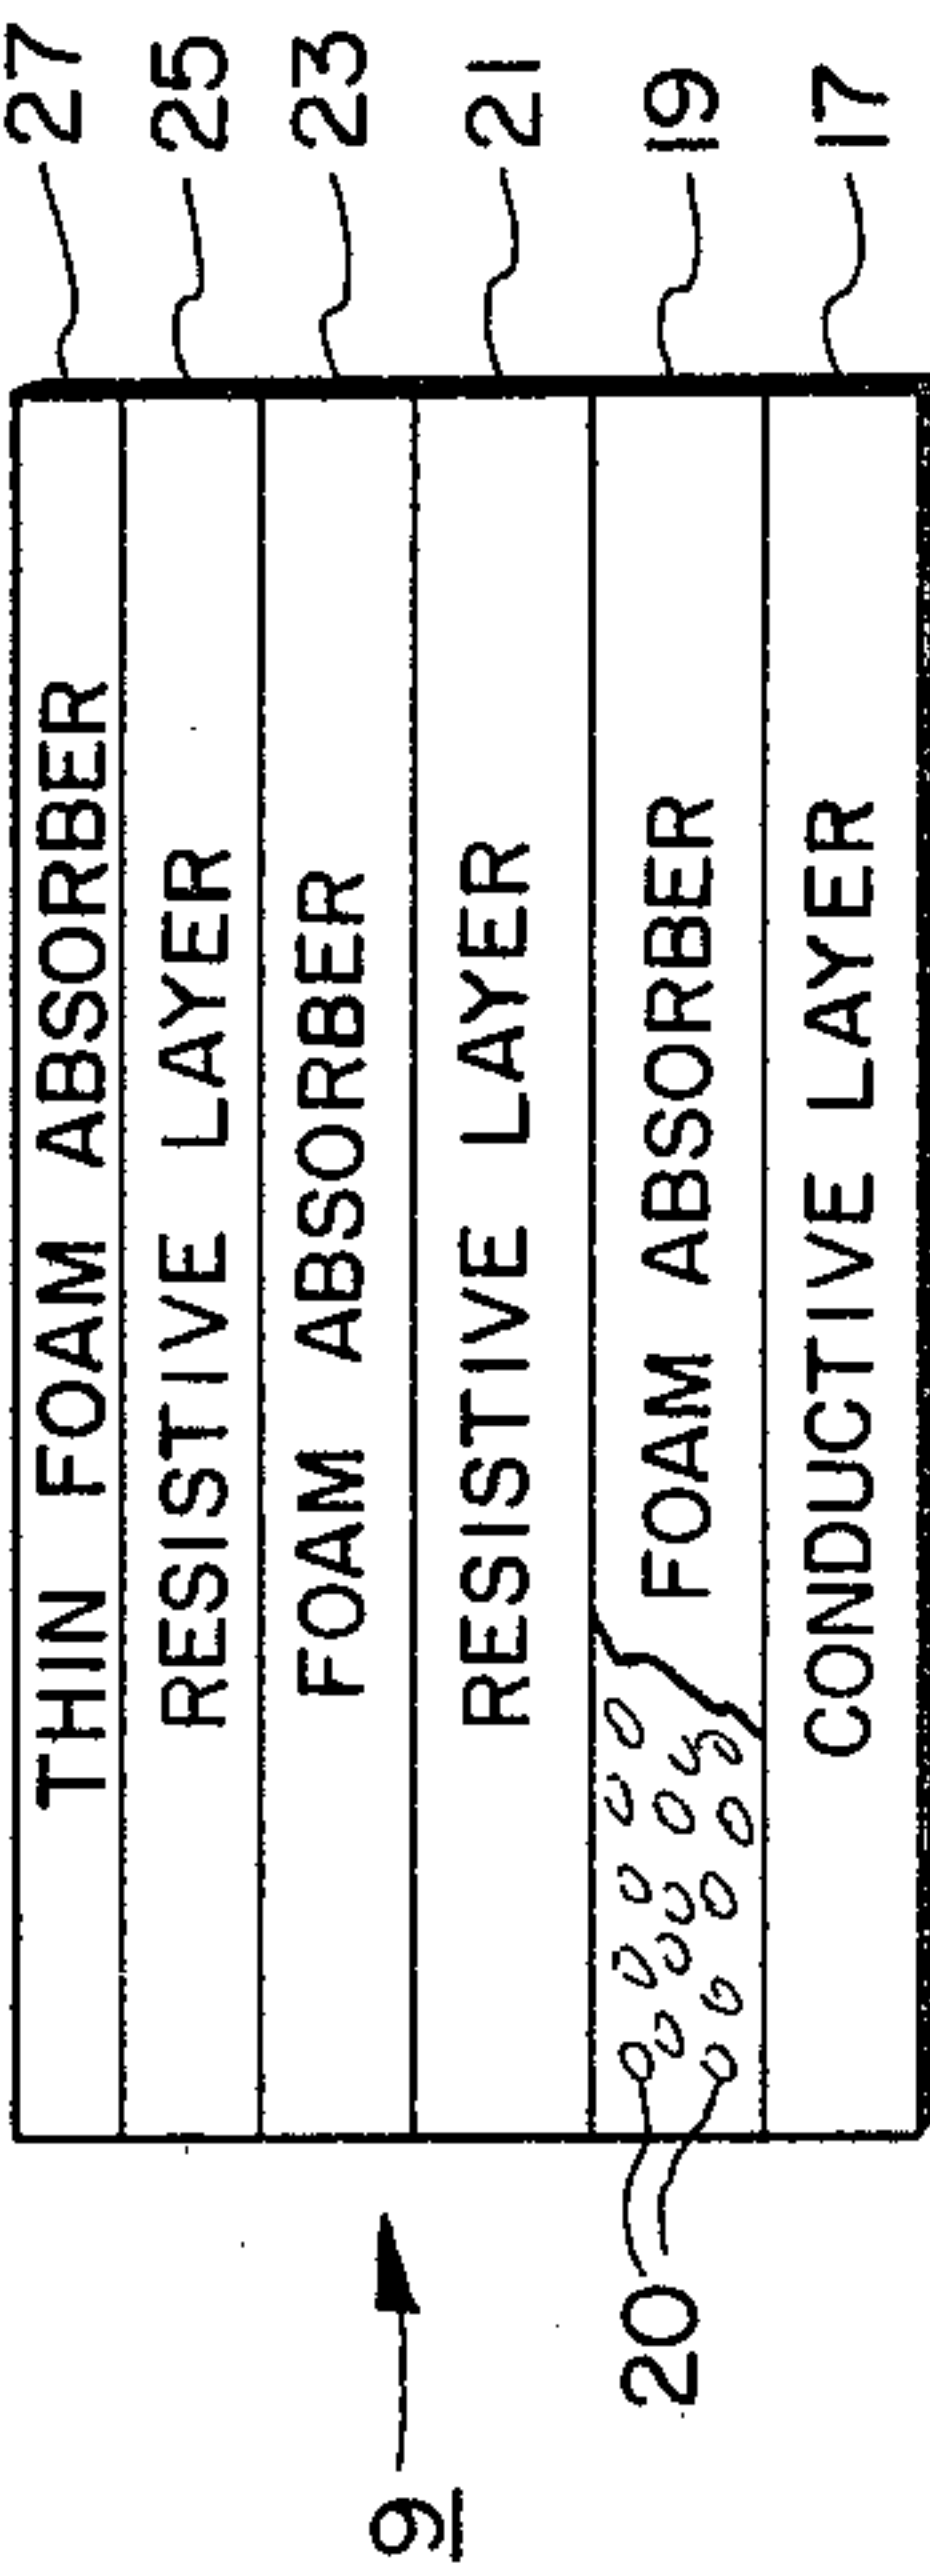 THIN FOAM ABSORBER 27
RESISTIVE LAYER 25
FOAM ABSORBER 23
9
RESISTIVE LAYER 21
20 FOAM ABSORBER 19
CONDUCTIVE LAYER 17